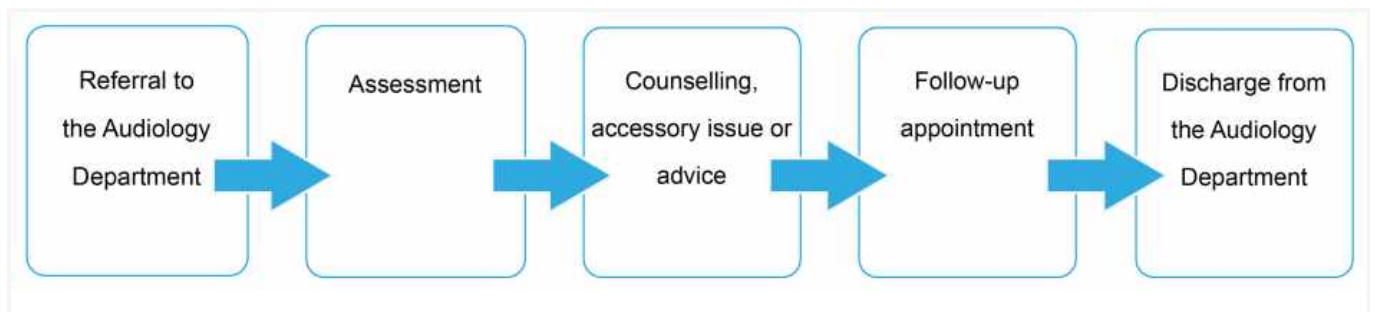 Referral to
the Audiology
Department
Assessment
Counselling,
accessory issue or
advice
Follow-up
appointment
Discharge from
the Audiology
Department